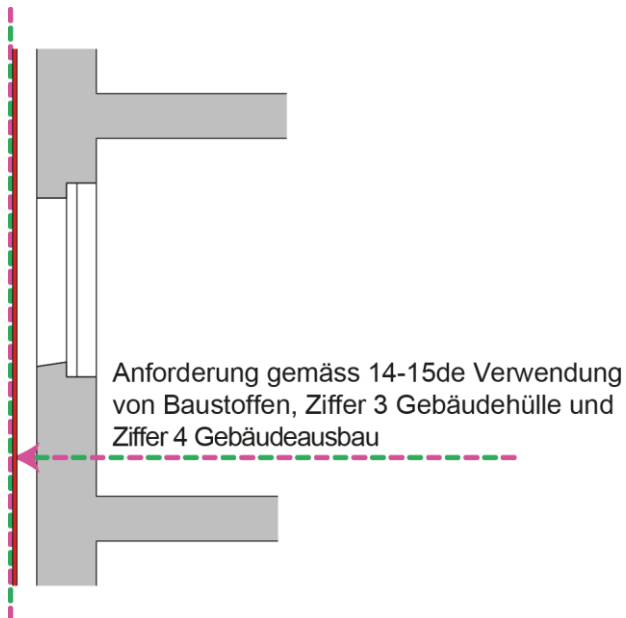 Anforderung gemäss 14-15de Verwendung
von Baustoffen, Ziffer 3 Gebäudehülle und
Ziffer 4 Gebäudeausbau